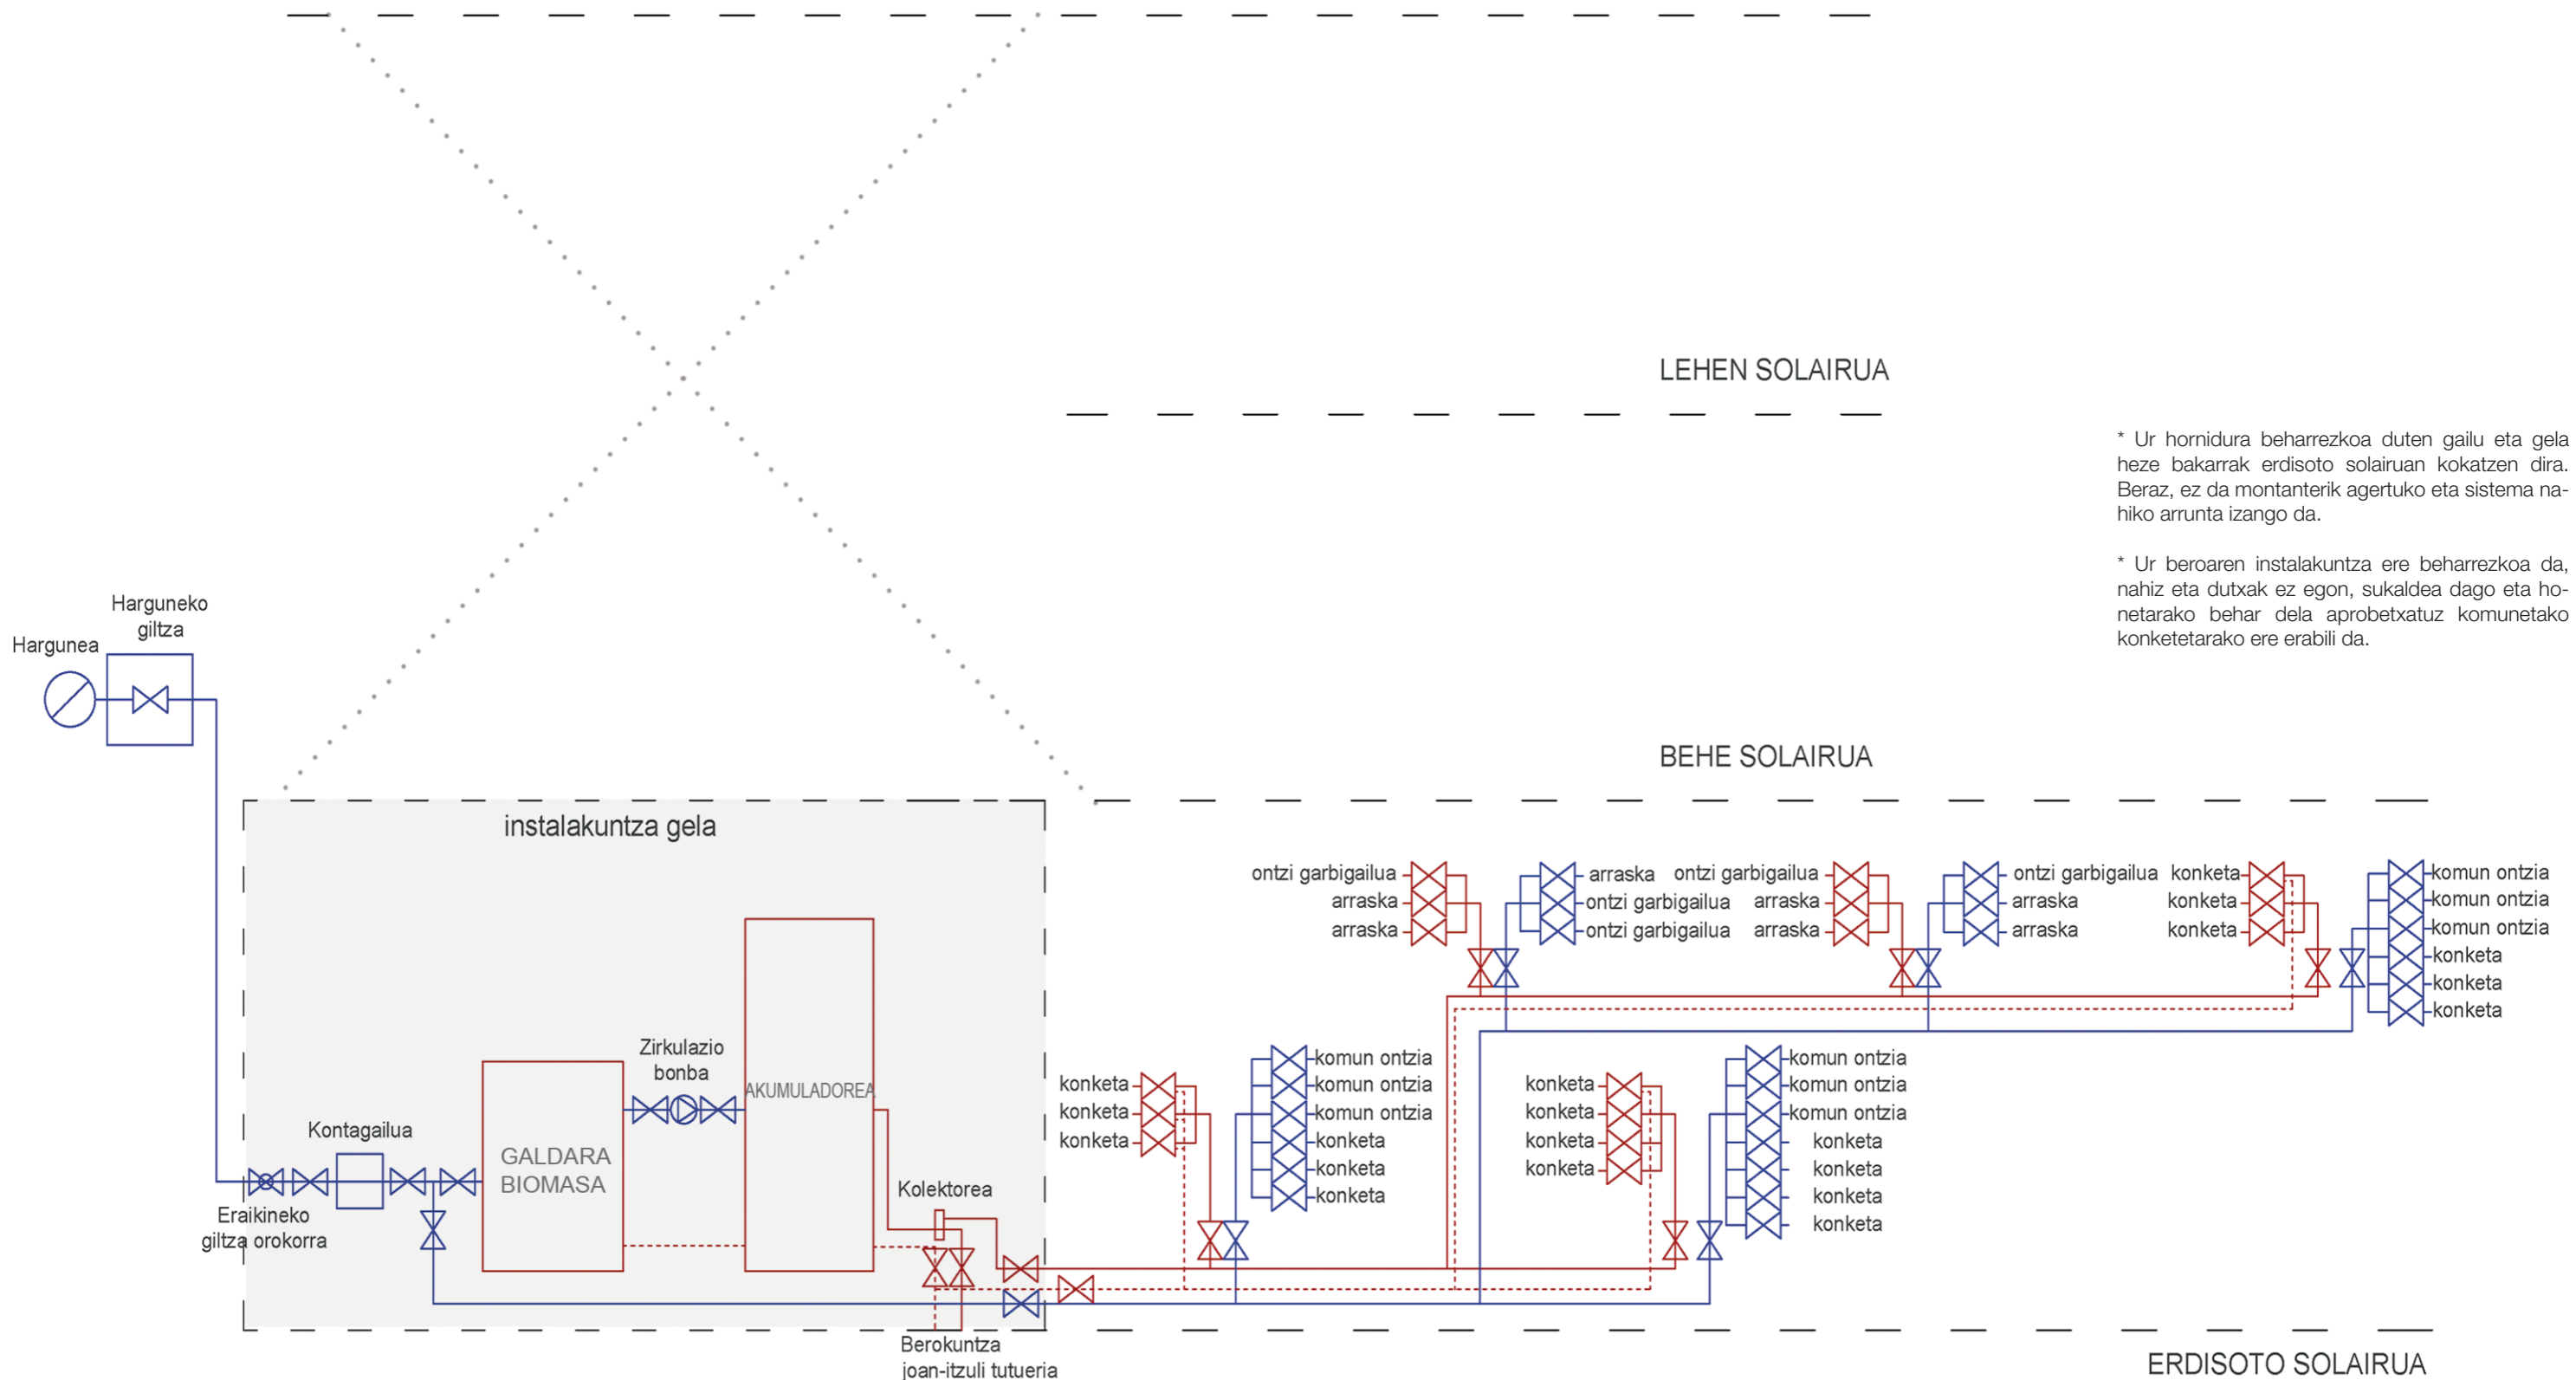 LEHEN SOLAIRUA
* Ur hornidura beharrezkoa duten gailu eta gela
heze bakarrak erdisoto solairuan kokatzen dira.
Beraz, ez da montanterik agertuko eta sistema na-
hiko arrunta izango da.
* Ur beroaren instalakuntza ere beharrezkoa da,
nahiz eta dutxak ez egon, sukaldea dago eta ho-
netarako behar dela aprobetxatuz komunetako
konketetarako ere erabili da.
Harguneko
giltza
Hargunea
BEHE SOLAIRUA
instalakuntza gela
ontzi garbigailua
arraska
arraska
arraska
ontzi garbigailua
ontzi garbigailua
ontzi garbigailua
arraska
arraska
ontzi garbigailua
arraska
arraska
konketa
konketa
konketa
komun ontzia
komun ontzia
komun ontzia
konketa
konketa
konketa
Zirkulazio
bonba
AKUMULADOREA
GALDARA
BIOMASA
Kontagailua
Eraikineko
giltza orokorra
Kolektorea
konketa
konketa
konketa
komun ontzia
komun ontzia
komun ontzia
konketa
konketa
konketa
konketa
konketa
konketa
konketa
komun ontzia
komun ontzia
komun ontzia
konketa
konketa
konketa
konketa
Berokuntza
joan-itzuli tutueria
ERDISOTO SOLAIRUA